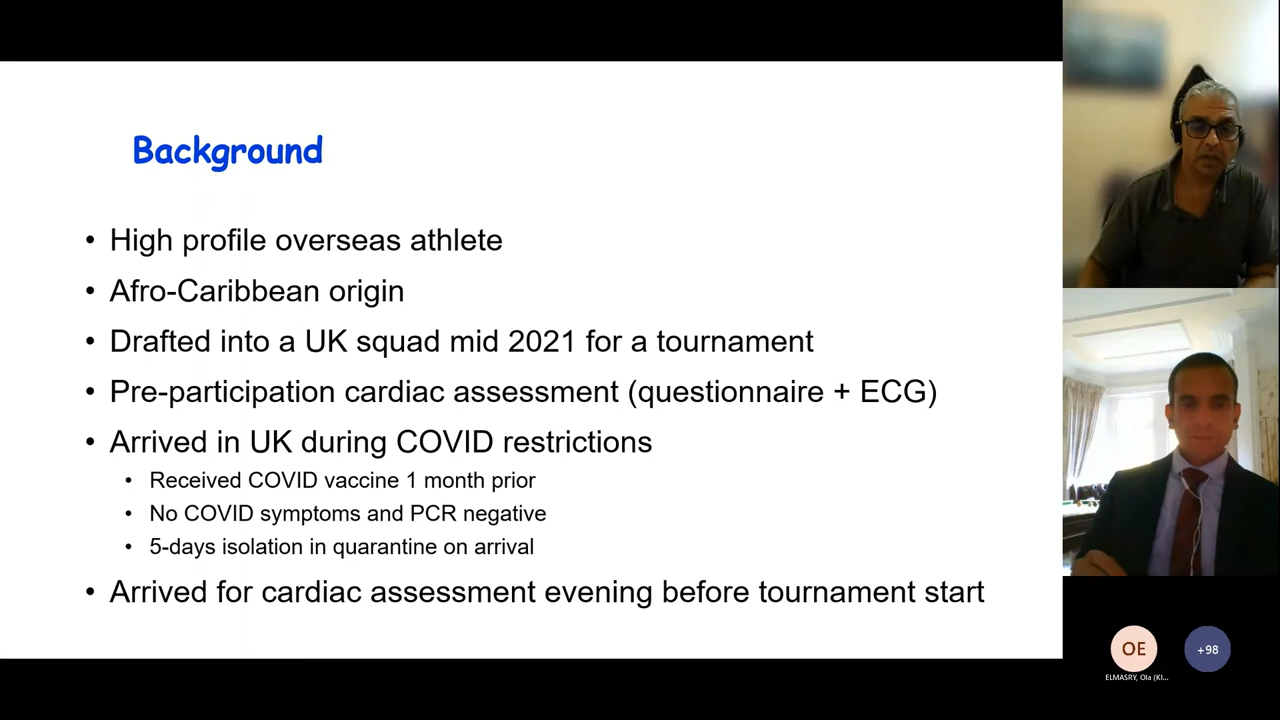 Background
• High profile overseas athlete
• Afro-Caribbean origin
• Drafted into a UK squad mid 2021 for a tournament
• Pre-participation cardiac assessment (questionnaire + ECG)
• Arrived in UK during COVID restrictions
• Received COVID vaccine 1 month prior
• No COVID symptoms and PCR negative
• 5-days isolation in quarantine on arrival
• Arrived for cardiac assessment evening before tournament start
OE
+98
ELMASRY, Ola (KI...